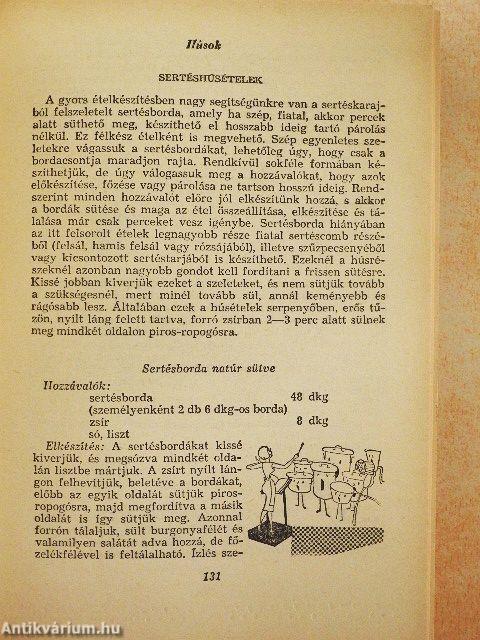 Húsok
SERTÉSHÚSÉTELEK
A gyors ételkészítésben nagy segítségünkre van a sertéskaraj-
ból felszeletelt sertésborda, amely ha szép, fiatal, akkor percek
alatt süthető meg, készíthető el hosszabb ideig tartó párolás
nélkül. Ez félkész ételként is megvehető. Szép egyenletes sze-
letekre vágassuk a sertésbordákat, lehetőleg úgy, hogy csak a
bordacsontja maradjon rajta. Rendkívül sokféle formában készí-
thetjük, de úgy válogassuk meg a hozzávalókat, hogy azok
előkészítése, főzése vagy párolása ne tartson hosszú ideig. Rend-
szerint minden hozzávalót előre jól elkészítünk hozzá, s akkor
a bordák sütése és maga az étel összeállítása, elkészítése és tá-
lalása már csak perceket vesz igénybe. Sertésborda hiányában
az itt felsorolt ételek legnagyobb része fiatal sertéscomb részé-
ből (felsál, hamis felsál vagy rózsájából), illetve szűzpecsenyéből
vagy kicsontozott sertéstarjából is készíthető. Ezeknél a húsré-
szeknél azonban nagyobb gondot kell fordítani a frissen sütésre.
Kissé jobban kiverjük ezeket a szeleteket, és nem sütjük tovább
a szükségesnél, mert minél tovább sül, annál keményebb és
rágósabb lesz. Általában ezek a húsételek serpenyőben, erős tű-
zön, nyílt láng felett tartva, forró zsírban 2—3 perc alatt sülnek
meg mindkét oldalon piros-ropogósra.
Sertésborda natúr sütve
Hozzávalók:
sertésborda 48 dkg
(személyenként 2 db 6 dkg-os borda)
zsír 8 dkg
só, liszt
Elkészítés: A sertésbordákat kissé
kiverjük, és megsózva mindkét olda-
lán lisztbe mártjuk. A zsírt nyílt lán-
gon felhevítjük, beletéve a bordákat,
előbb az egyik oldalát sütjük piros-
ropogósra, majd megfordítva a másik
oldalát is így sütjük meg. Azonnal
forrón tálaljuk, sült burgonyafélét és
valamilyen salátát adva hozzá, de fő-
zelékfélével is feltálalható. Ízlés sze-
131
Antikvárium.hu